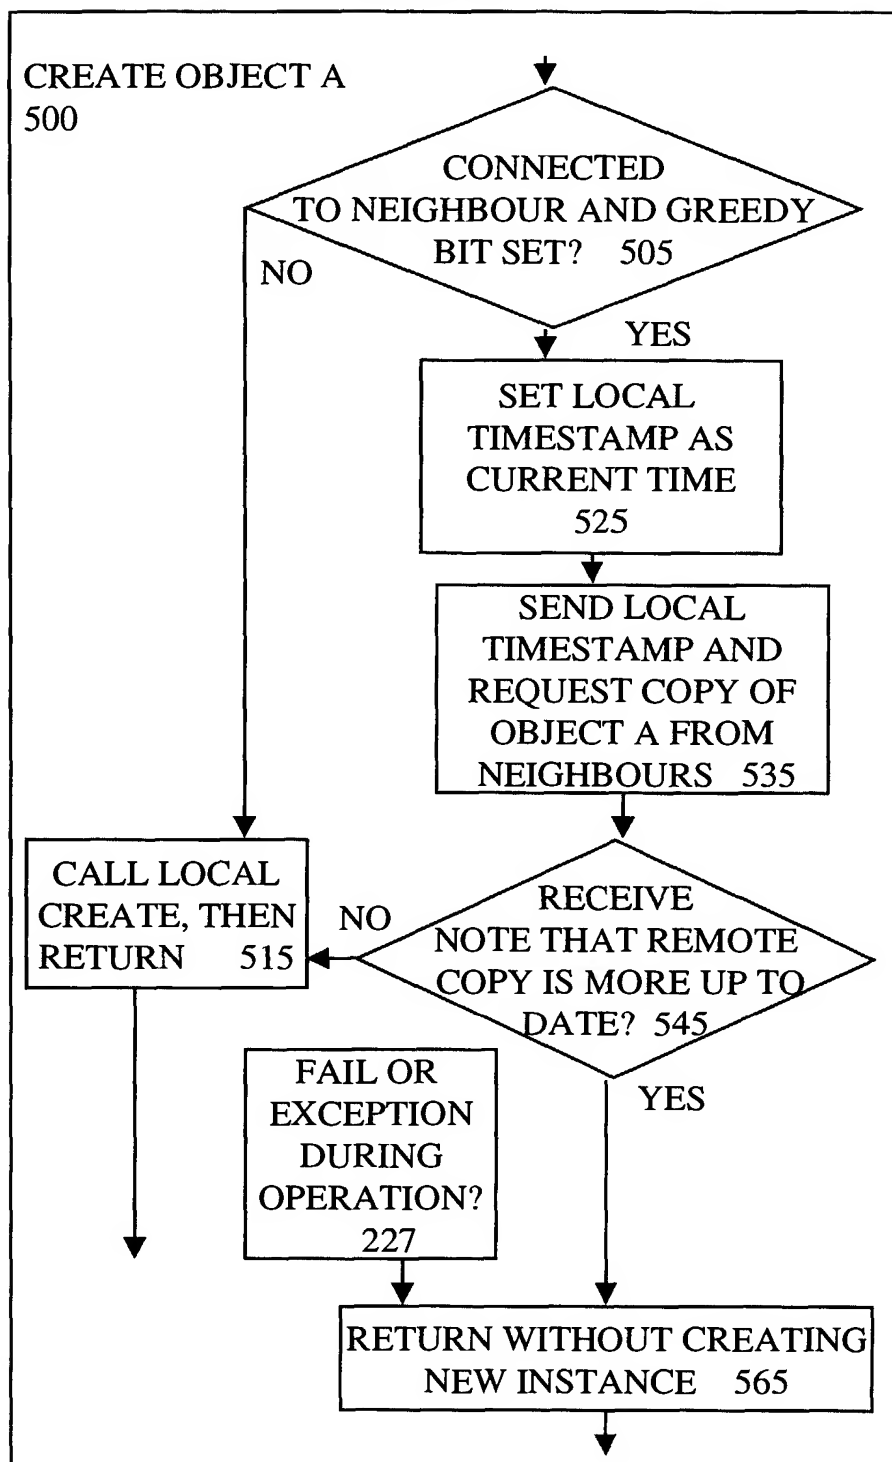 CREATE OBJECT A
500
CONNECTED
TO NEIGHBOUR AND GREEDY
BIT SET? 505
NO
YES
SET LOCAL
TIMESTAMP AS
CURRENT TIME
525
SEND LOCAL
TIMESTAMP AND
REQUEST COPY OF
OBJECT A FROM
NEIGHBOURS 535
CALL LOCAL
CREATE, THEN
RETURN 515
NO
RECEIVE
NOTE THAT REMOTE
COPY IS MORE UP TO
DATE? 545
YES
FAIL OR
EXCEPTION
DURING
OPERATION?
227
RETURN WITHOUT CREATING
NEW INSTANCE 565